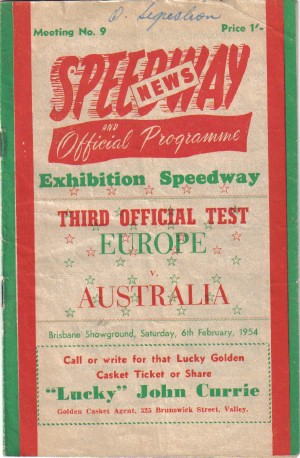 Meeting No. 9 Price 1'-
SPEEDWAY
NEWS
AND
Official Programme
Exhibition Speedway
THIRD OFFICIAL TEST
EUROPE
v.
AUSTRALIA
Brisbane Showground, Saturday, 6th February, 1954
Call or write for that Lucky Golden
Casket Ticket or Share
"Lucky" John Currie
Golden Casket Agent, 325 Brunswick Street, Valley.